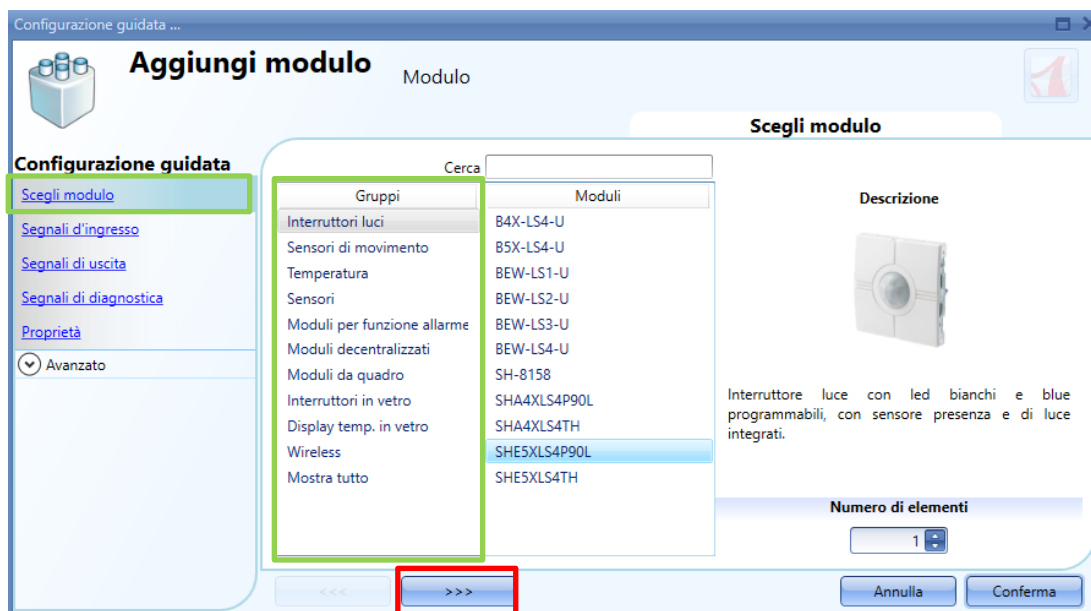 Configurazione guidata ...
Aggiungi modulo
Modulo
Scegli modulo
Configurazione guidata
Scegli modulo
Segnali d'ingresso
Segnali di uscita
Segnali di diagnostica
Proprietà
Avanzato
Cerca
Gruppi
Interruttori luci
Sensori di movimento
Temperatura
Sensori
Moduli per funzione allarme
Moduli decentralizzati
Moduli da quadro
Interruttori in vetro
Display temp. in vetro
Wireless
Mostra tutto
Moduli
B4X-LS4-U
B5X-LS4-U
BEW-LS1-U
BEW-LS2-U
BEW-LS3-U
BEW-LS4-U
SH-8158
SHA4XLS4P90L
SHA4XLS4TH
SHE5XLS4P90L
SHE5XLS4TH
Descrizione
Interruttore luce con led bianchi e blue
programmabili, con sensore presenza e di luce
integrati.
Numero di elementi
1
<<<
>>>
Annulla
Conferma